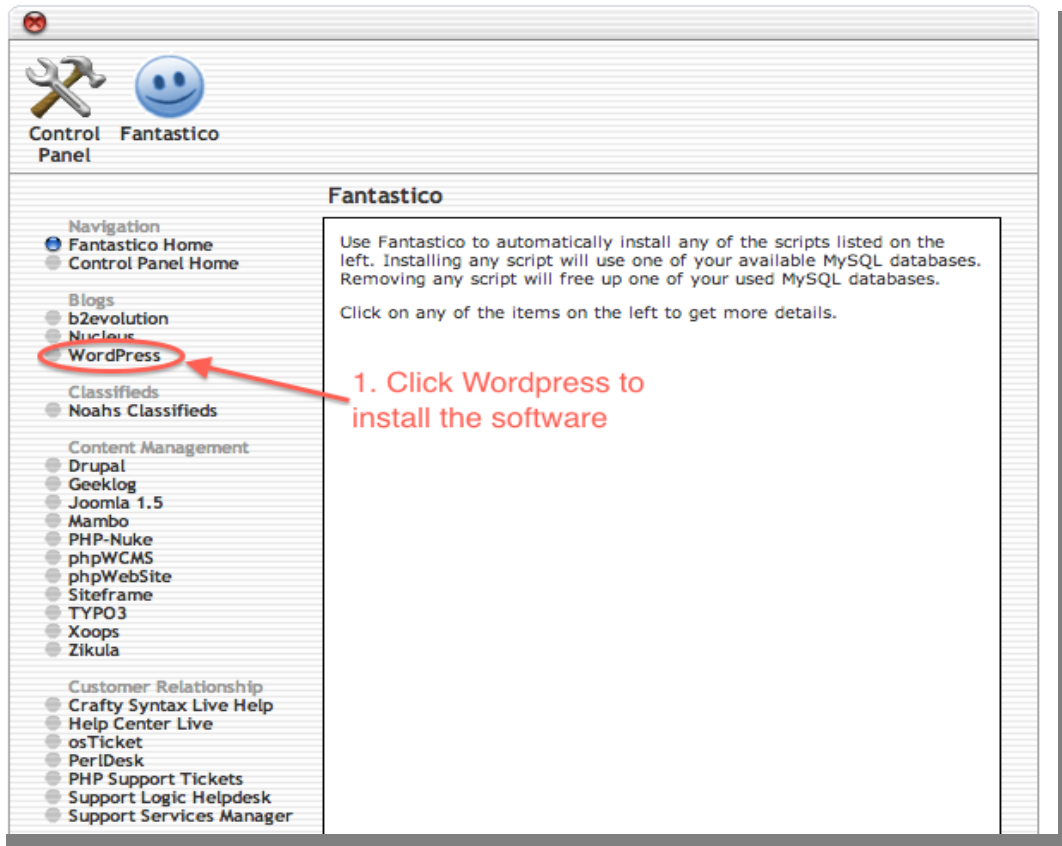 Control Panel
Fantastico
Fantastico
Navigation
Fantastico Home
Control Panel Home
Blogs
b2evolution
Nucleus
WordPress
Classifieds
Noahs Classifieds
Content Management
Drupal
Geeklog
Joomla 1.5
Mambo
PHP-Nuke
phpWCMS
phpWebSite
Siteframe
TYPO3
Xoops
Zikula
Customer Relationship
Crafty Syntax Live Help
Help Center Live
osTicket
PerlDesk
PHP Support Tickets
Support Logic Helpdesk
Support Services Manager
Use Fantastico to automatically install any of the scripts listed on the
left. Installing any script will use one of your available MySQL databases.
Removing any script will free up one of your used MySQL databases.
Click on any of the items on the left to get more details.
1. Click Wordpress to
install the software